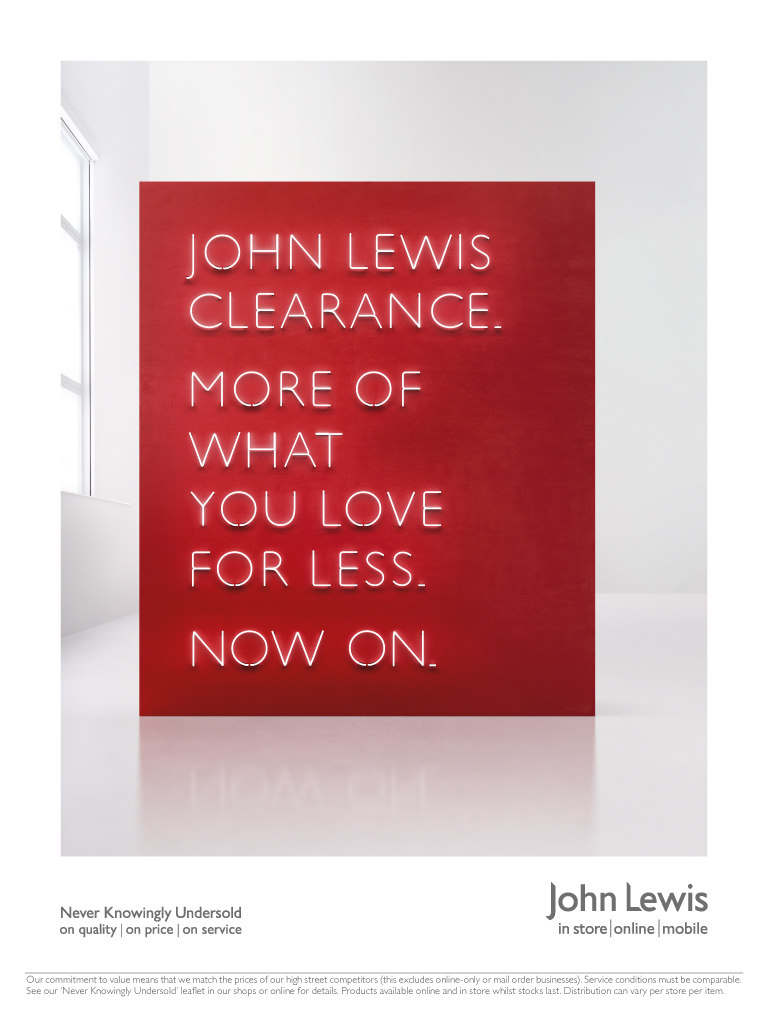 JOHN LEWIS
CLEARANCE.
MORE OF
WHAT
YOU LOVE
FOR LESS.
NOW ON.
Never Knowingly Undersold
on quality | on price | on service
John Lewis
in store | online | mobile
Our commitment to value means that we match the prices of our high street competitors (this excludes online-only or mail order businesses). Service conditions must be comparable.
See our 'Never Knowingly Undersold' leaflet in our shops or online for details. Products available online and in store whilst stocks last. Distribution can vary per store per item.